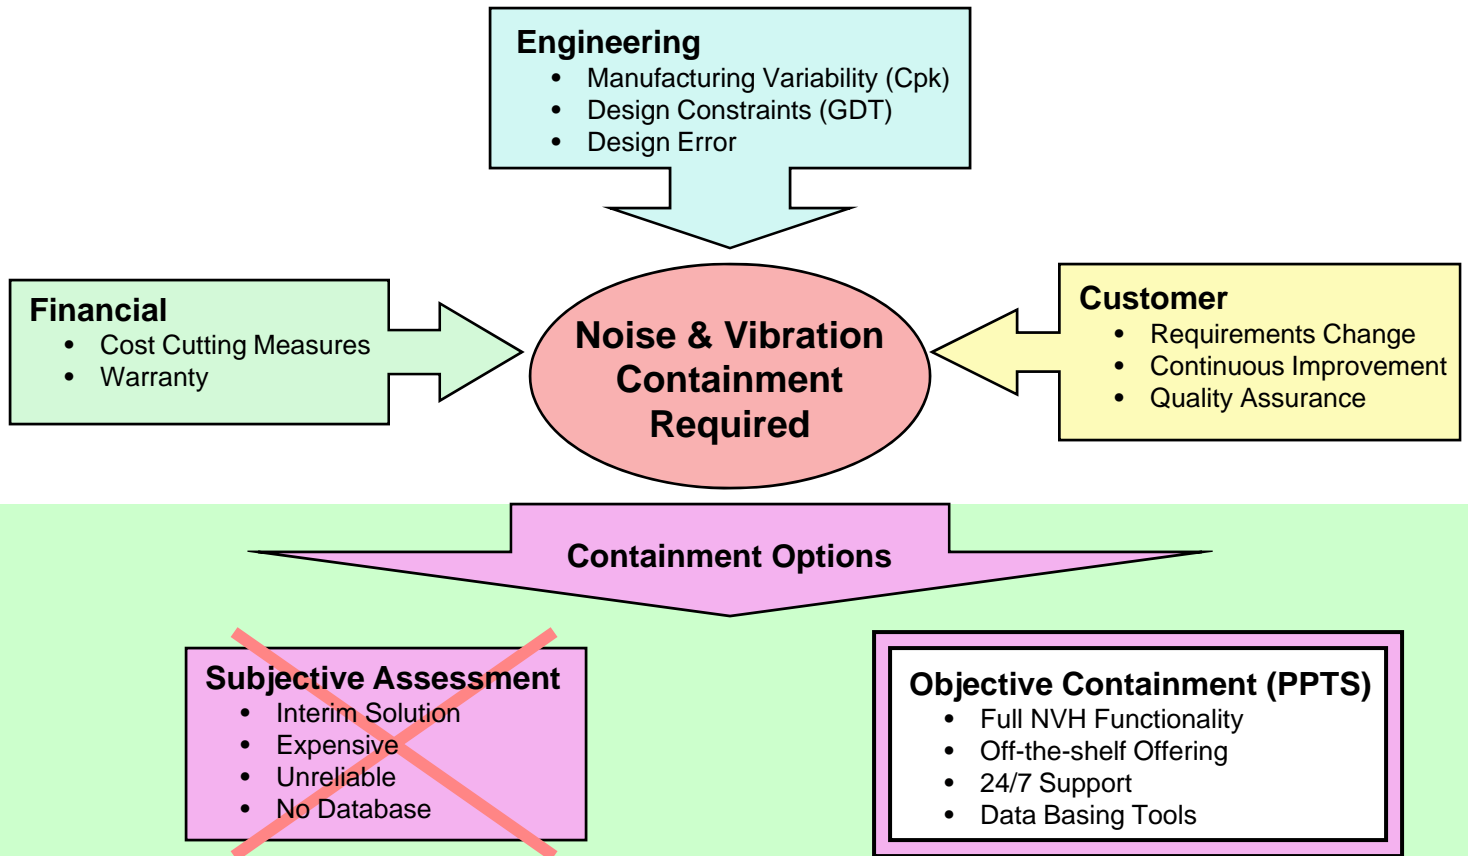 Engineering
• Manufacturing Variability (Cpk)
• Design Constraints (GDT)
• Design Error
Financial
• Cost Cutting Measures
• Warranty
Noise & Vibration
Containment
Required
Customer
• Requirements Change
• Continuous Improvement
• Quality Assurance
Containment Options
Subjective Assessment
• Interim Solution
• Expensive
• Unreliable
• No Database
Objective Containment (PPTS)
• Full NVH Functionality
• Off-the-shelf Offering
• 24/7 Support
• Data Basing Tools